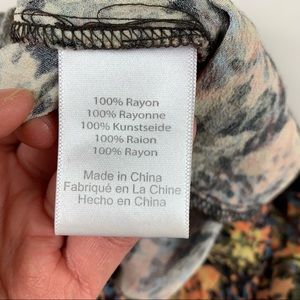 100% Rayon
100% Rayonne
100% Kunstseide
100% Raion
100% Rayon
Made in China
Fabriqué en La Chine
Hecho en China